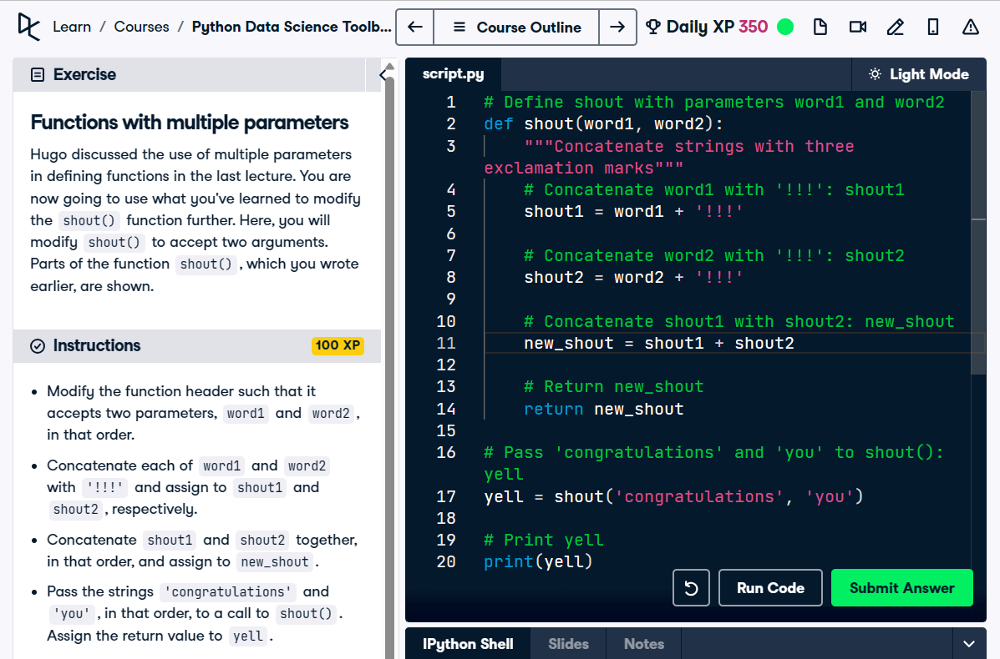 Learn / Courses / Python Data Science Toolb...
Course Outline
Daily XP 350
Exercise
Functions with multiple parameters
Hugo discussed the use of multiple parameters
in defining functions in the last lecture. You are
now going to use what you've learned to modify
the shout() function further. Here, you will
modify shout() to accept two arguments.
Parts of the function shout(), which you wrote
earlier, are shown.
Instructions
100 XP
• Modify the function header such that it
accepts two parameters, word1 and word2,
in that order.
• Concatenate each of word1 and word2
with '!!!' and assign to shout1 and
shout2, respectively.
• Concatenate shout1 and shout2 together,
in that order, and assign to new_shout.
• Pass the strings 'congratulations' and
'you', in that order, to a call to shout().
Assign the return value to yell.
script.py
Light Mode
1 # Define shout with parameters word1 and word2
2 def shout(word1, word2):
3     """Concatenate strings with three
exclamation marks"""
4     # Concatenate word1 with '!!!': shout1
5     shout1 = word1 + '!!!'
6
7     # Concatenate word2 with '!!!': shout2
8     shout2 = word2 + '!!!'
9
10     # Concatenate shout1 with shout2: new_shout
11     new_shout = shout1 + shout2
12
13     # Return new_shout
14     return new_shout
15
16 # Pass 'congratulations' and 'you' to shout():
yell
17 yell = shout('congratulations', 'you')
18
19 # Print yell
20 print(yell)
Run Code
Submit Answer
IPython Shell
Slides
Notes